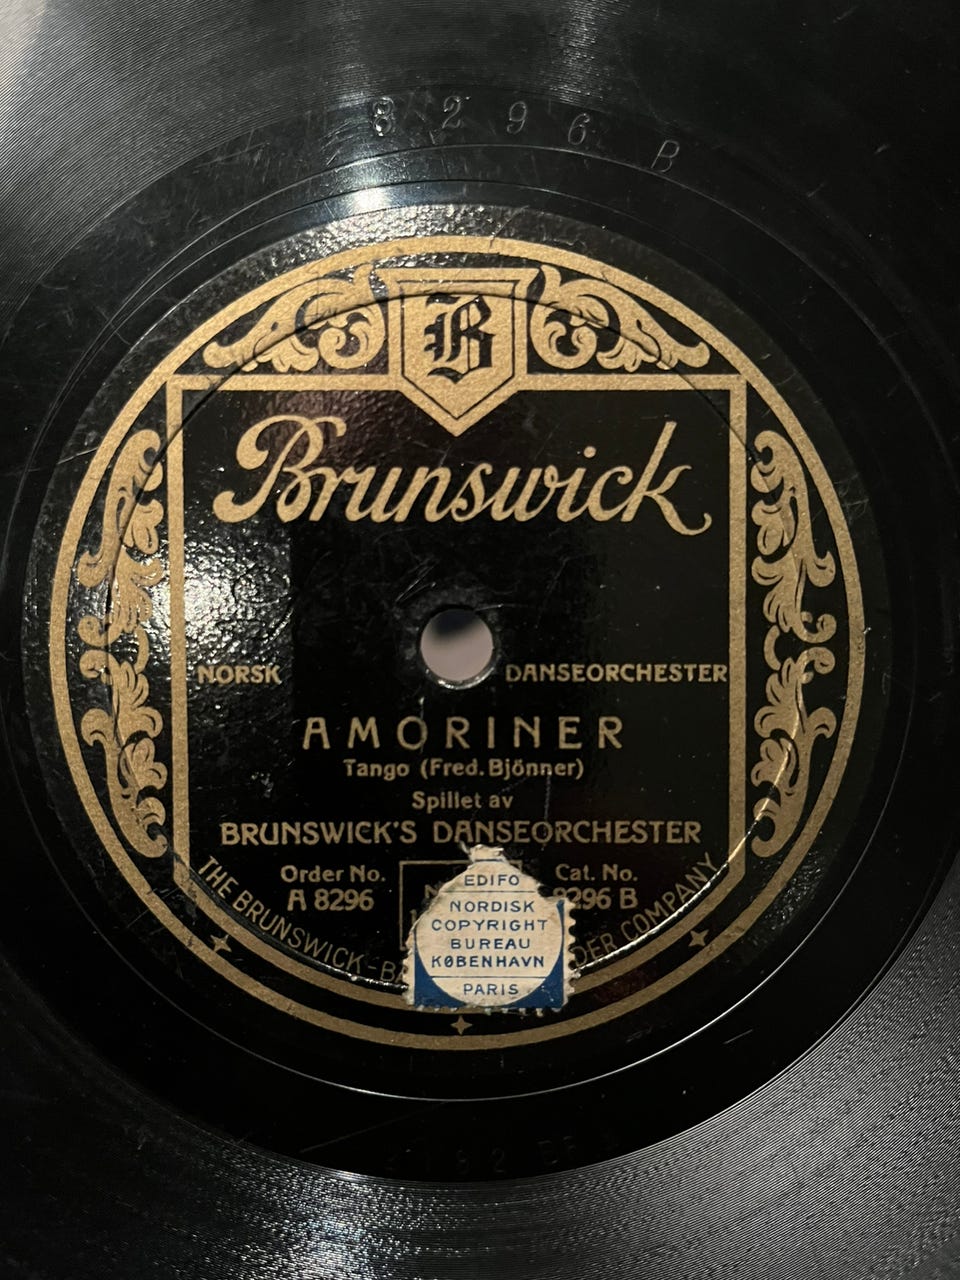 8296 B
B
Brunswick
NORSK DANSEORCHESTER
AMORINER
Tango (Fred. Bjönner)
Spillet av
BRUNSWICK'S DANSEORCHESTER
Order No. Cat. No.
A 8296 8296 B
THE BRUNSWICK-BA DER COMPANY
EDIFO
NORDISK
COPYRIGHT
BUREAU
KØBENHAVN
PARIS